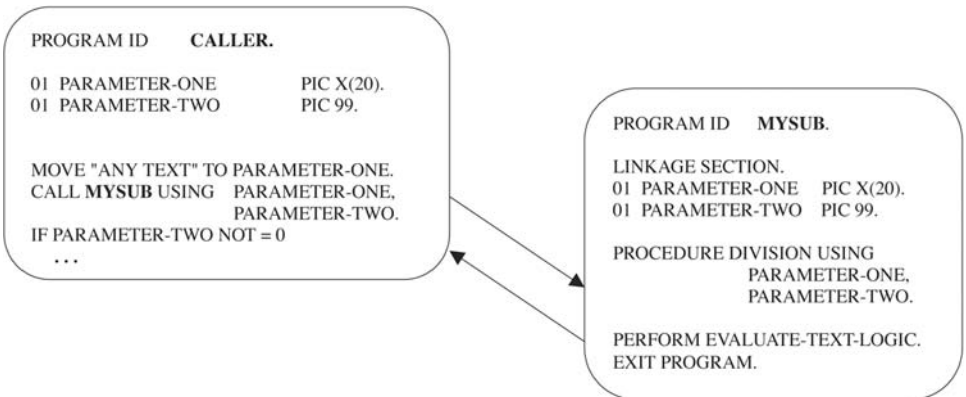 PROGRAM ID CALLER.
01 PARAMETER-ONE PIC X(20).
01 PARAMETER-TWO PIC 99.
MOVE "ANY TEXT" TO PARAMETER-ONE.
CALL MYSUB USING PARAMETER-ONE,
PARAMETER-TWO.
IF PARAMETER-TWO NOT = 0
...
PROGRAM ID MYSUB.
LINKAGE SECTION.
01 PARAMETER-ONE PIC X(20).
01 PARAMETER-TWO PIC 99.
PROCEDURE DIVISION USING
PARAMETER-ONE,
PARAMETER-TWO.
PERFORM EVALUATE-TEXT-LOGIC.
EXIT PROGRAM.